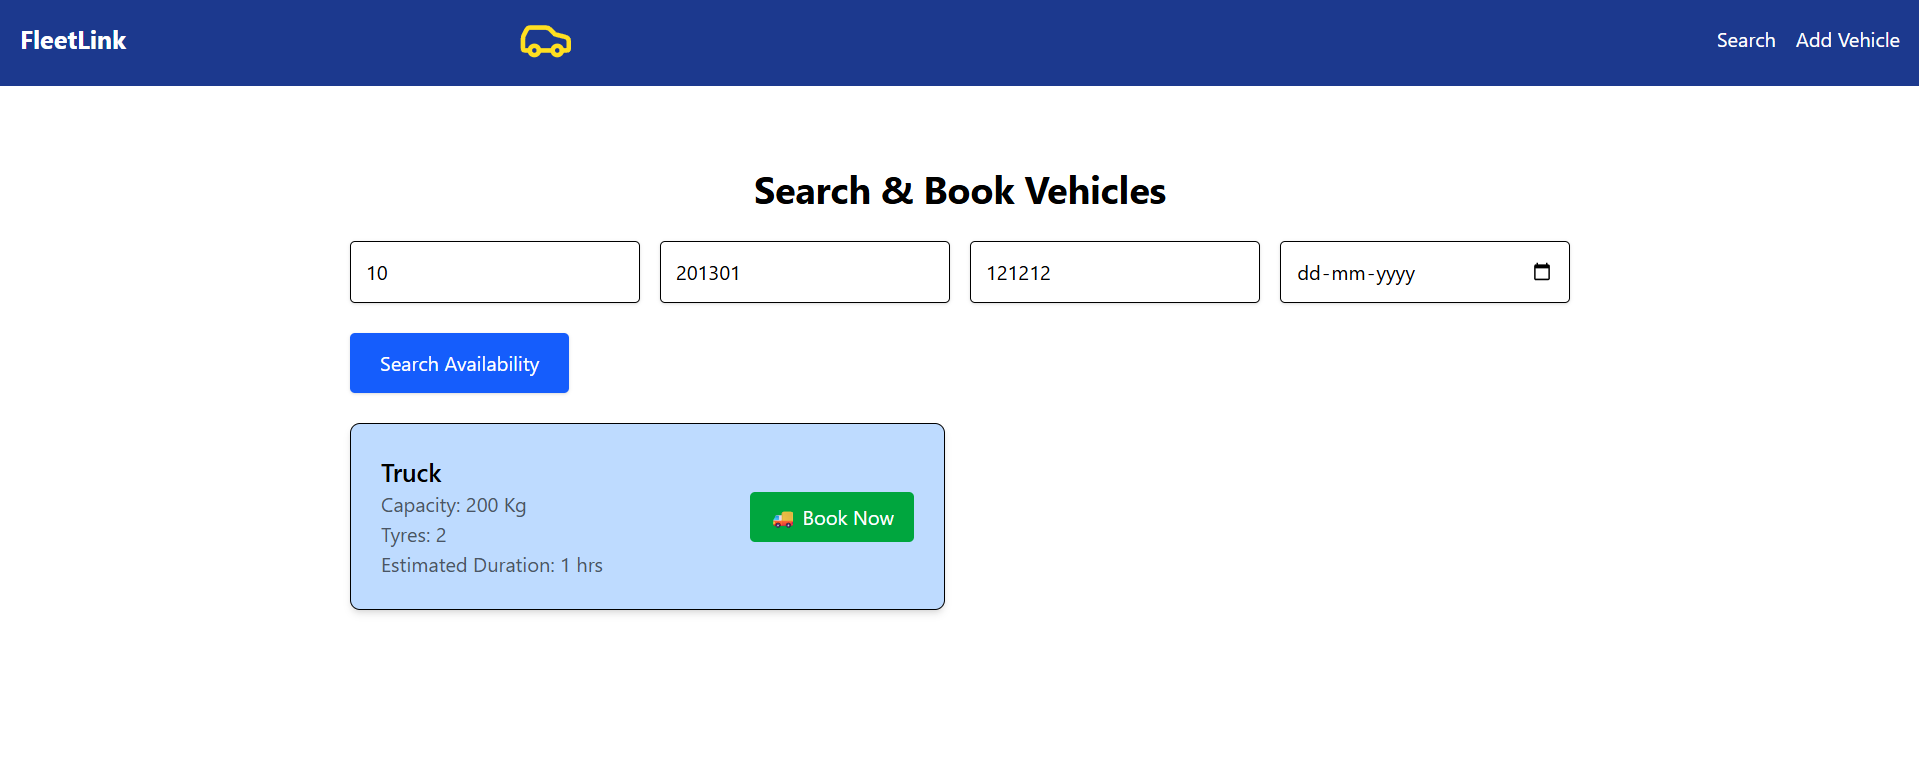 FleetLink
Search Add Vehicle
Search & Book Vehicles
10
201301
121212
dd-mm-yyyy
Search Availability
Truck
Capacity: 200 Kg
Tyres: 2
Estimated Duration: 1 hrs
🚚 Book Now